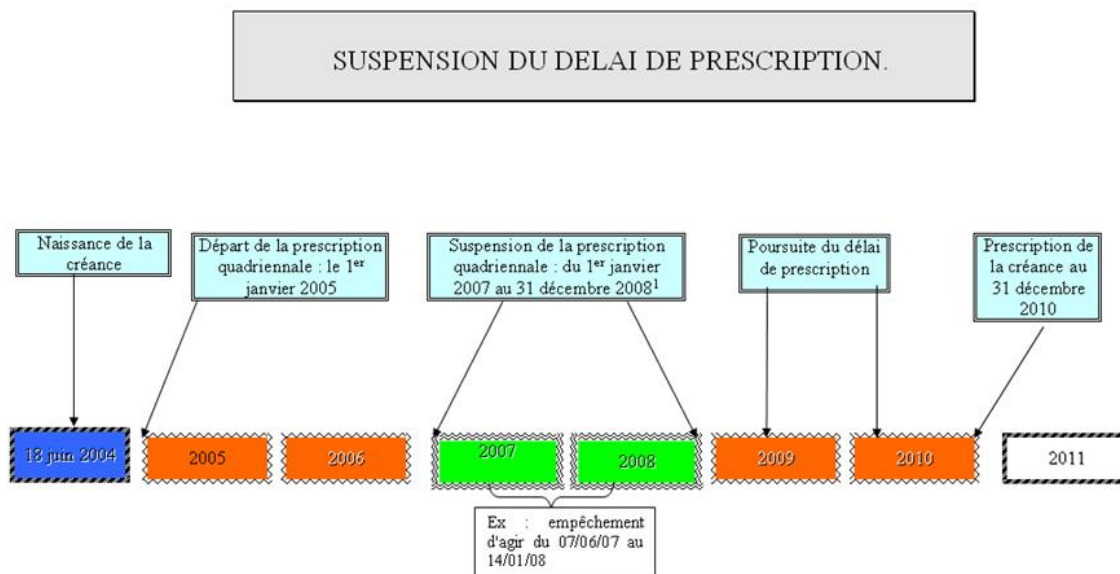 SUSPENSION DU DELAI DE PRESCRIPTION.
Naissance de la
créance
Départ de la prescription
quadriennale : le 1er
janvier 2005
Suspension de la prescription
quadriennale : du 1er janvier
2007 au 31 décembre 2008¹
Poursuite du délai
de prescription
Prescription de
la créance au
31 décembre
2010
18 juin 2004
2005
2006
2007
2008
2009
2010
2011
Ex : empêchement
d'agir du 07/06/07 au
14/01/08